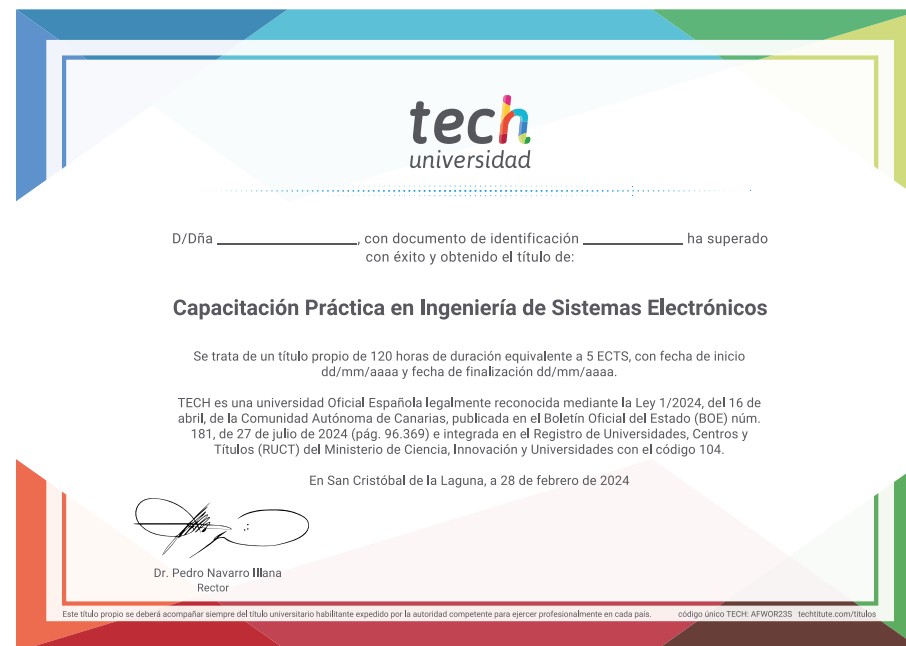 tech
universidad
D/Dña ______________, con documento de identificación __________ ha superado
con éxito y obtenido el título de:
Capacitación Práctica en Ingeniería de Sistemas Electrónicos
Se trata de un título propio de 120 horas de duración equivalente a 5 ECTS, con fecha de inicio
dd/mm/aaaa y fecha de finalización dd/mm/aaaa.
TECH es una universidad Oficial Española legalmente reconocida mediante la Ley 1/2024, del 16 de
abril, de la Comunidad Autónoma de Canarias, publicada en el Boletín Oficial del Estado (BOE) núm.
181, de 27 de julio de 2024 (pág. 96.369) e integrada en el Registro de Universidades, Centros y
Títulos (RUCT) del Ministerio de Ciencia, Innovación y Universidades con el código 104.
En San Cristóbal de la Laguna, a 28 de febrero de 2024
Dr. Pedro Navarro Illana
Rector
Este título propio se deberá acompañar siempre del título universitario habilitante expedido por la autoridad competente para ejercer profesionalmente en cada país. código único TECH: AFWOR23S techtitute.com/titulos